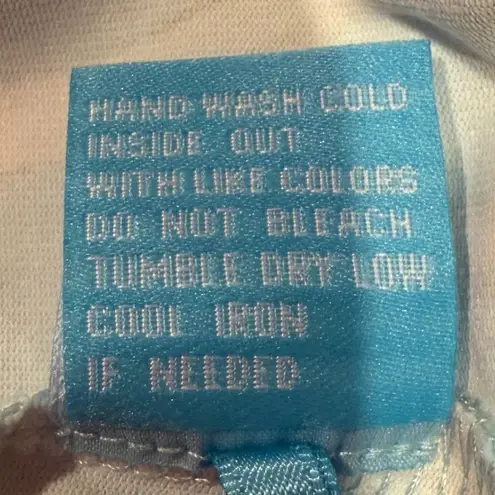 HAND WASH COLD
INSIDE OUT
WITH LIKE COLORS
DO NOT BLEACH
TUMBLE DRY LOW
COOL IRON
IF NEEDED